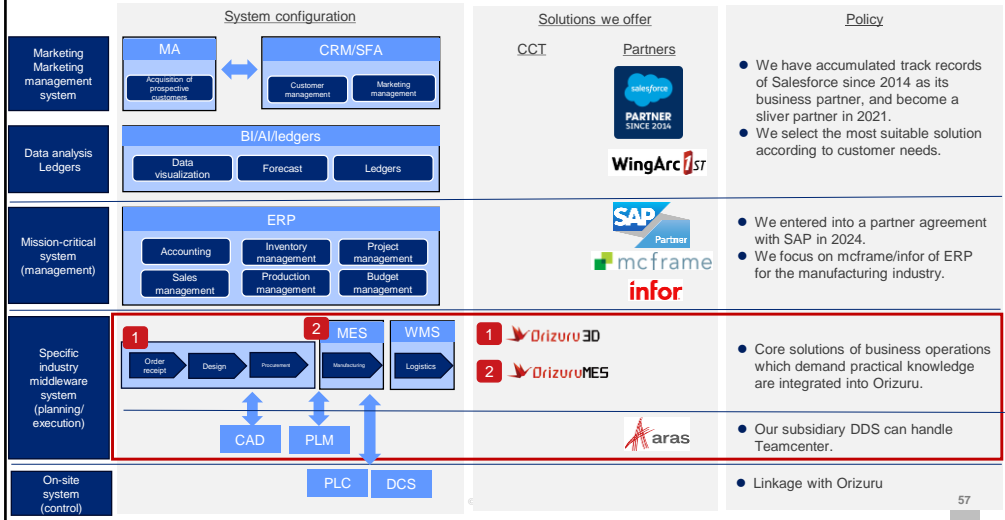 System configuration
Solutions we offer
Policy
CCT
Partners
Marketing
Marketing
management
system
MA
Acquisition of
prospective
customers
CRM/SFA
Customer
management
Marketing
management
salesforce
PARTNER
SINCE 2014
We have accumulated track records
of Salesforce since 2014 as its
business partner, and become a
sliver partner in 2021.
We select the most suitable solution
according to customer needs.
Data analysis
Ledgers
BI/AI/ledgers
Data
visualization
Forecast
Ledgers
WingArc1ST
Mission-critical
system
(management)
ERP
Accounting
Inventory
management
Project
management
Sales
management
Production
management
Budget
management
SAP
Partner
mcframe
infor
We entered into a partner agreement
with SAP in 2024.
We focus on mcframe/infor of ERP
for the manufacturing industry.
Specific
industry
middleware
system
(planning/
execution)
1
Order
receipt
Design
Procurement
2
MES
Manufacturing
WMS
Logistics
CAD
PLM
1
Orizuru3D
2
OrizuruMES
aras
Core solutions of business operations
which demand practical knowledge
are integrated into Orizuru.
Our subsidiary DDS can handle
Teamcenter.
On-site
system
(control)
PLC
DCS
Linkage with Orizuru
©
57